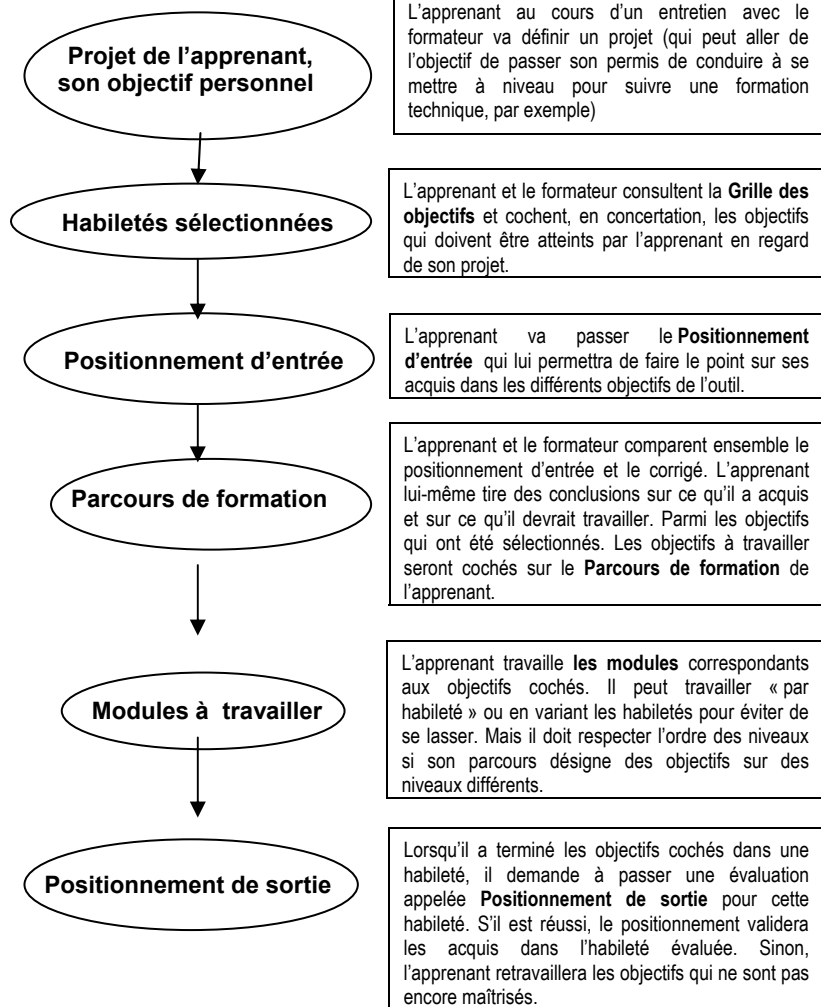 Projet de l'apprenant,
son objectif personnel
L'apprenant au cours d'un entretien avec le
formateur va définir un projet (qui peut aller de
l'objectif de passer son permis de conduire à se
mettre à niveau pour suivre une formation
technique, par exemple)
Habiletés sélectionnées
L'apprenant et le formateur consultent la Grille des
objectifs et cochent, en concertation, les objectifs
qui doivent être atteints par l'apprenant en regard
de son projet.
Positionnement d'entrée
L'apprenant va passer le Positionnement
d'entrée qui lui permettra de faire le point sur ses
acquis dans les différents objectifs de l'outil.
Parcours de formation
L'apprenant et le formateur comparent ensemble le
positionnement d'entrée et le corrigé. L'apprenant
lui-même tire des conclusions sur ce qu'il a acquis
et sur ce qu'il devrait travailler. Parmi les objectifs
qui ont été sélectionnés. Les objectifs à travailler
seront cochés sur le Parcours de formation de
l'apprenant.
Modules à travailler
L'apprenant travaille les modules correspondants
aux objectifs cochés. Il peut travailler « par
habileté » ou en variant les habiletés pour éviter de
se lasser. Mais il doit respecter l'ordre des niveaux
si son parcours désigne des objectifs sur des
niveaux différents.
Positionnement de sortie
Lorsqu'il a terminé les objectifs cochés dans une
habileté, il demande à passer une évaluation
appelée Positionnement de sortie pour cette
habileté. S'il est réussi, le positionnement validera
les acquis dans l'habileté évaluée. Sinon,
l'apprenant retravaillera les objectifs qui ne sont pas
encore maîtrisés.